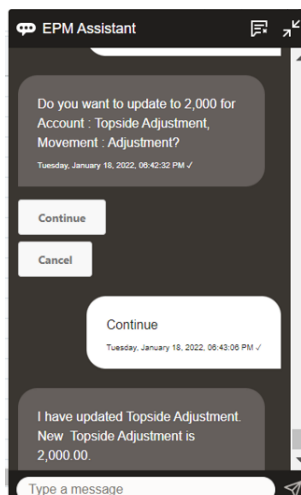 EPM Assistant
Do you want to update to 2,000 for
Account : Topside Adjustment,
Movement : Adjustment?
Tuesday, January 18, 2022, 06:42:32 PM ✓
Continue
Cancel
Continue
Tuesday, January 18, 2022, 06:43:06 PM ✓
I have updated Topside Adjustment.
New Topside Adjustment is
2,000.00.
Type a message